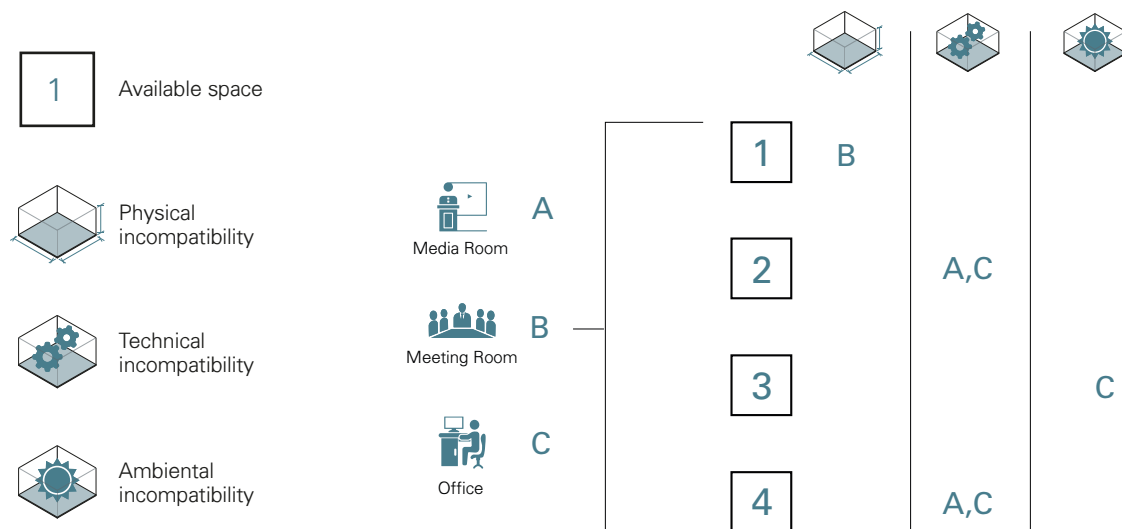 1
Available space
Physical
incompatibility
Technical
incompatibility
Ambiental
incompatibility
A
Media Room
B
Meeting Room
C
Office
1 B
2 A,C
3 C
4 A,C